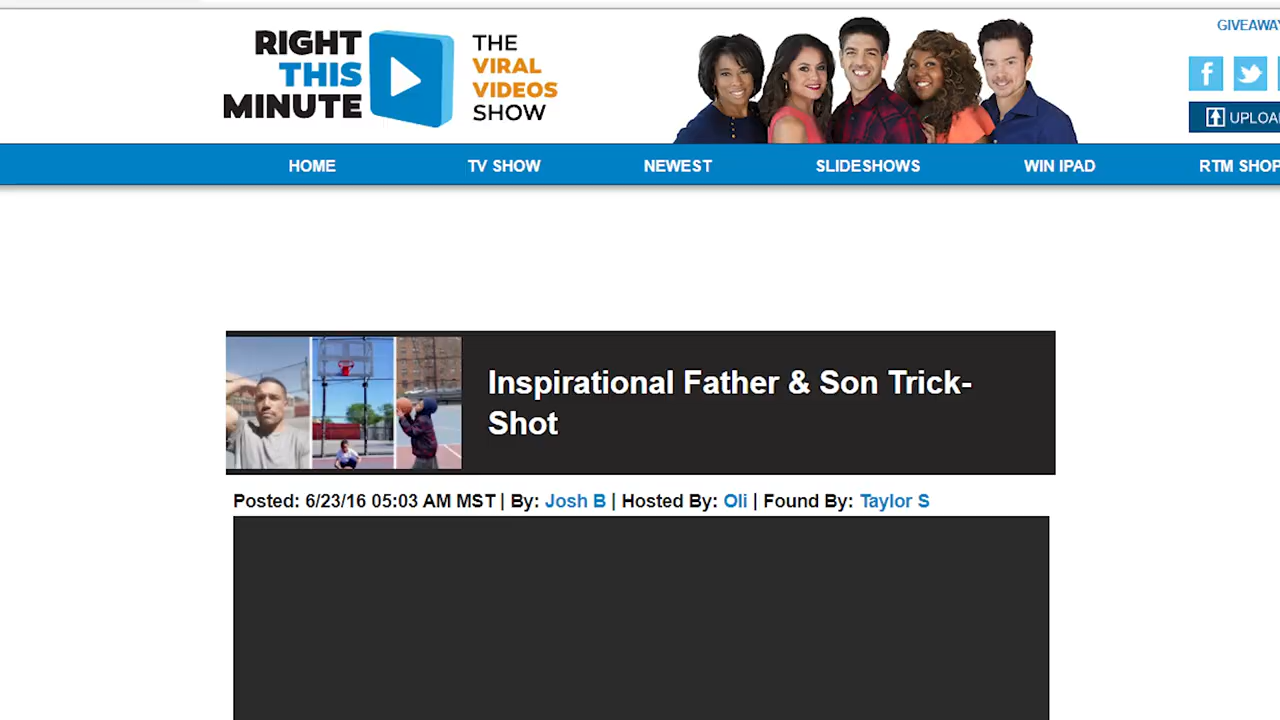 RIGHT
THIS
MINUTE
THE
VIRAL
VIDEOS
SHOW
GIVEAWAY
UPLOA
HOME TV SHOW NEWEST SLIDESHOWS WIN IPAD RTM SHOP
Inspirational Father & Son Trick-
Shot
Posted: 6/23/16 05:03 AM MST | By: Josh B | Hosted By: Oli | Found By: Taylor S